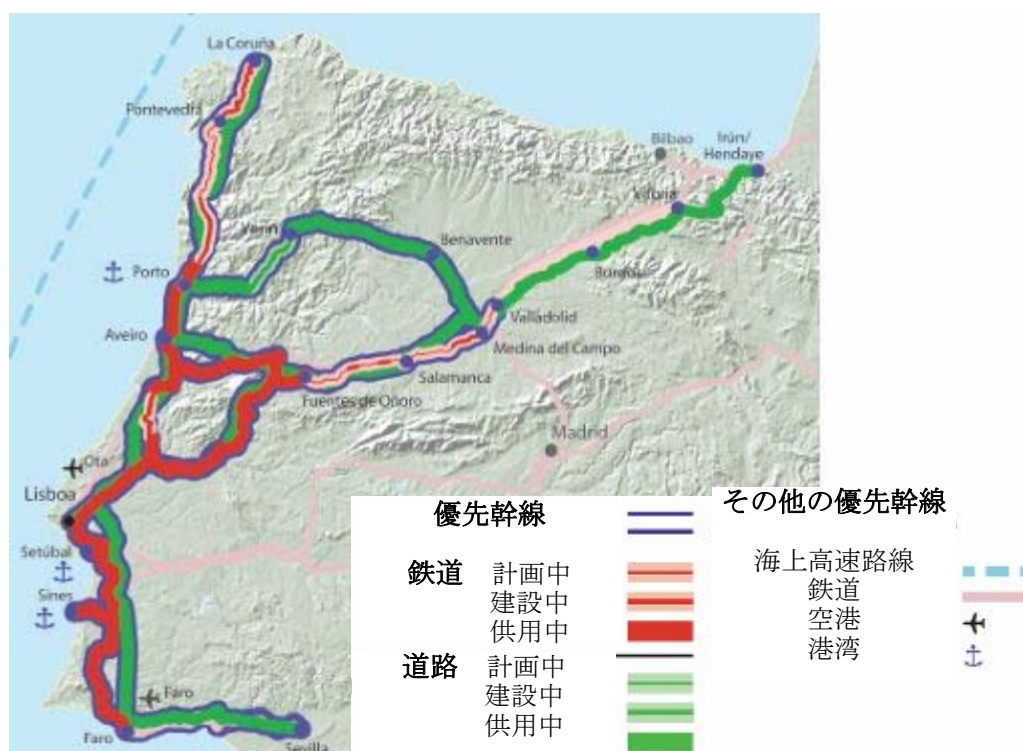 La Coruña
Pontevedra
Bilbao
Irún/
Hendaye
Vitoria
Verín
Benavente
Burgos
Porto
Valladolid
Aveiro
Medina del Campo
Salamanca
Fuentes de Oñoro
Madrid
Ota
Lisboa
Setúbal
Sines
Faro
Faro
Sevilla
優先幹線
鉄道 計画中
建設中
供用中
道路 計画中
建設中
供用中
その他の優先幹線
海上高速路線
鉄道
空港
港湾